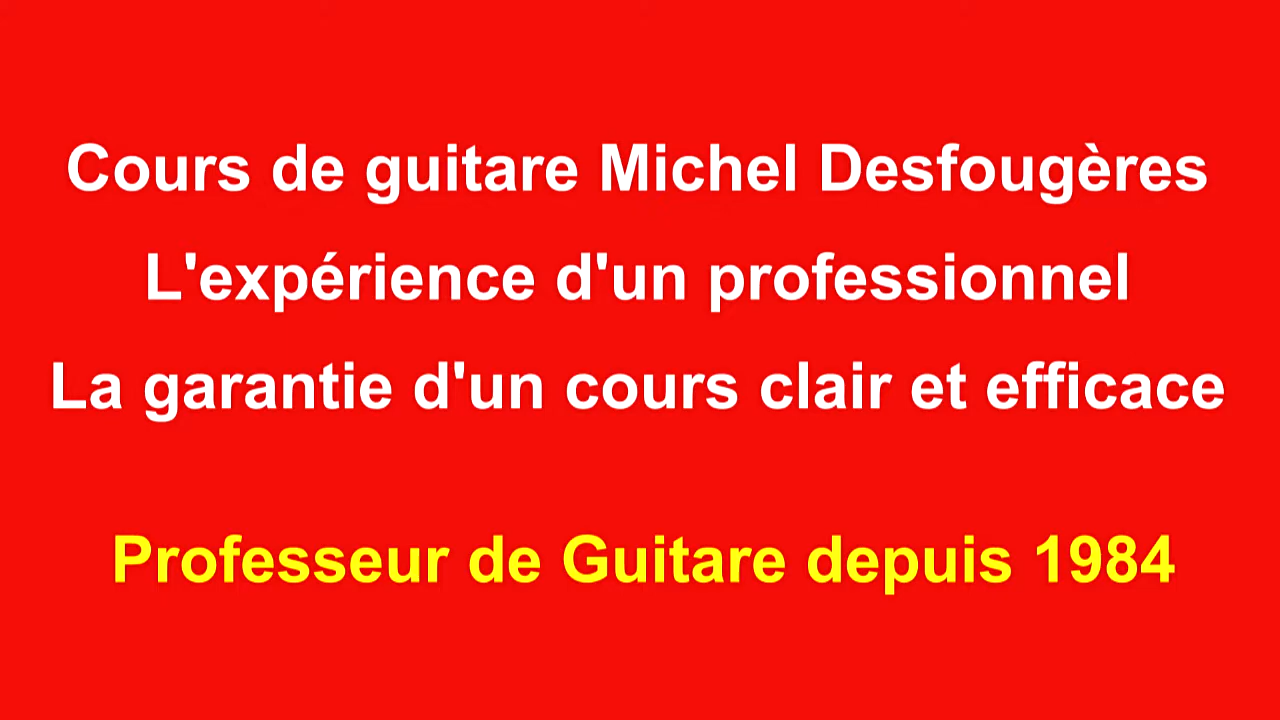 Cours de guitare Michel Desfougères
L'expérience d'un professionnel
La garantie d'un cours clair et efficace
Professeur de Guitare depuis 1984